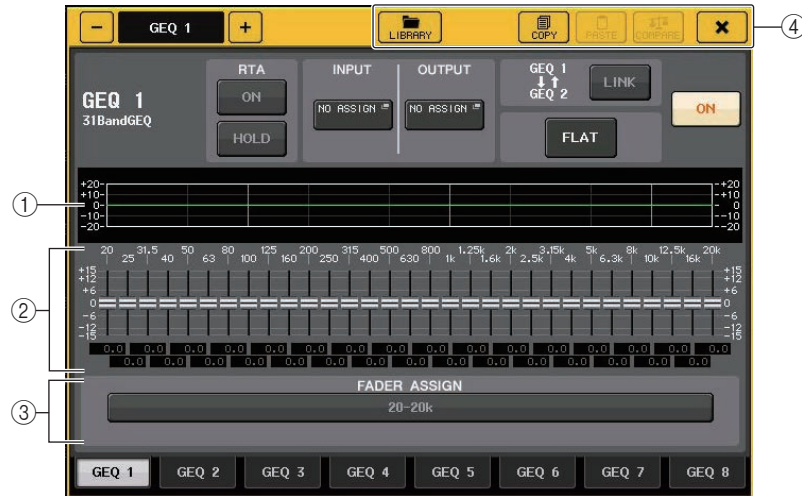 − GEQ 1 +
LIBRARY COPY PASTE COMPARE ×
④
GEQ 1
31BandGEQ
RTA
ON
HOLD
INPUT OUTPUT
NO ASSIGN NO ASSIGN
GEQ 1
GEQ 2
LINK
FLAT
ON
①
+20 +20
+10 +10
0 0
-10 -10
-20 -20
②
20 31.5 50 80 125 200 315 500 800 1.25k 2k 3.15k 5k 8k 12.5k 20k
25 40 63 100 160 250 400 630 1k 1.6k 2.5k 4k 6.3k 10k 16k
+15 +15
+12 +12
+6 +6
0 0
-6 -6
-12 -12
-15 -15
0.0 0.0 0.0 0.0 0.0 0.0 0.0 0.0 0.0 0.0 0.0 0.0 0.0 0.0 0.0 0.0
0.0 0.0 0.0 0.0 0.0 0.0 0.0 0.0 0.0 0.0 0.0 0.0 0.0 0.0 0.0
③
FADER ASSIGN
20-20k
GEQ 1 GEQ 2 GEQ 3 GEQ 4 GEQ 5 GEQ 6 GEQ 7 GEQ 8